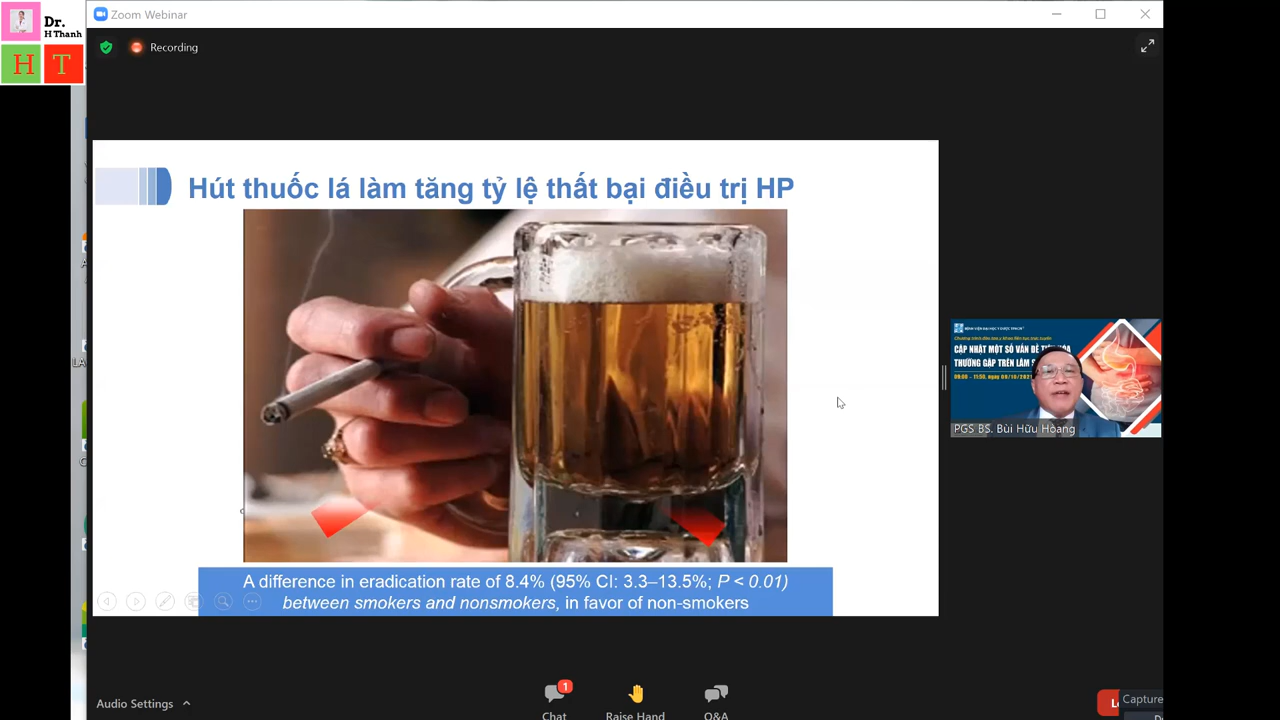 Dr.
H Thanh
H T
Zoom Webinar
Recording
Hút thuốc lá làm tăng tỷ lệ thất bại điều trị HP
A difference in eradication rate of 8.4% (95% CI: 3.3–13.5%; P < 0.01)
between smokers and nonsmokers, in favor of non-smokers
BỆNH VIỆN ĐẠI HỌC Y DƯỢC TPHCM
CẬP NHẬT MỘT SỐ VẤN ĐỀ
THƯỜNG GẶP TRÊN LÂM
PGS BS. Bùi Hữu Hoàng
Audio Settings
1
Chat
Raise Hand
Q&A
Capture